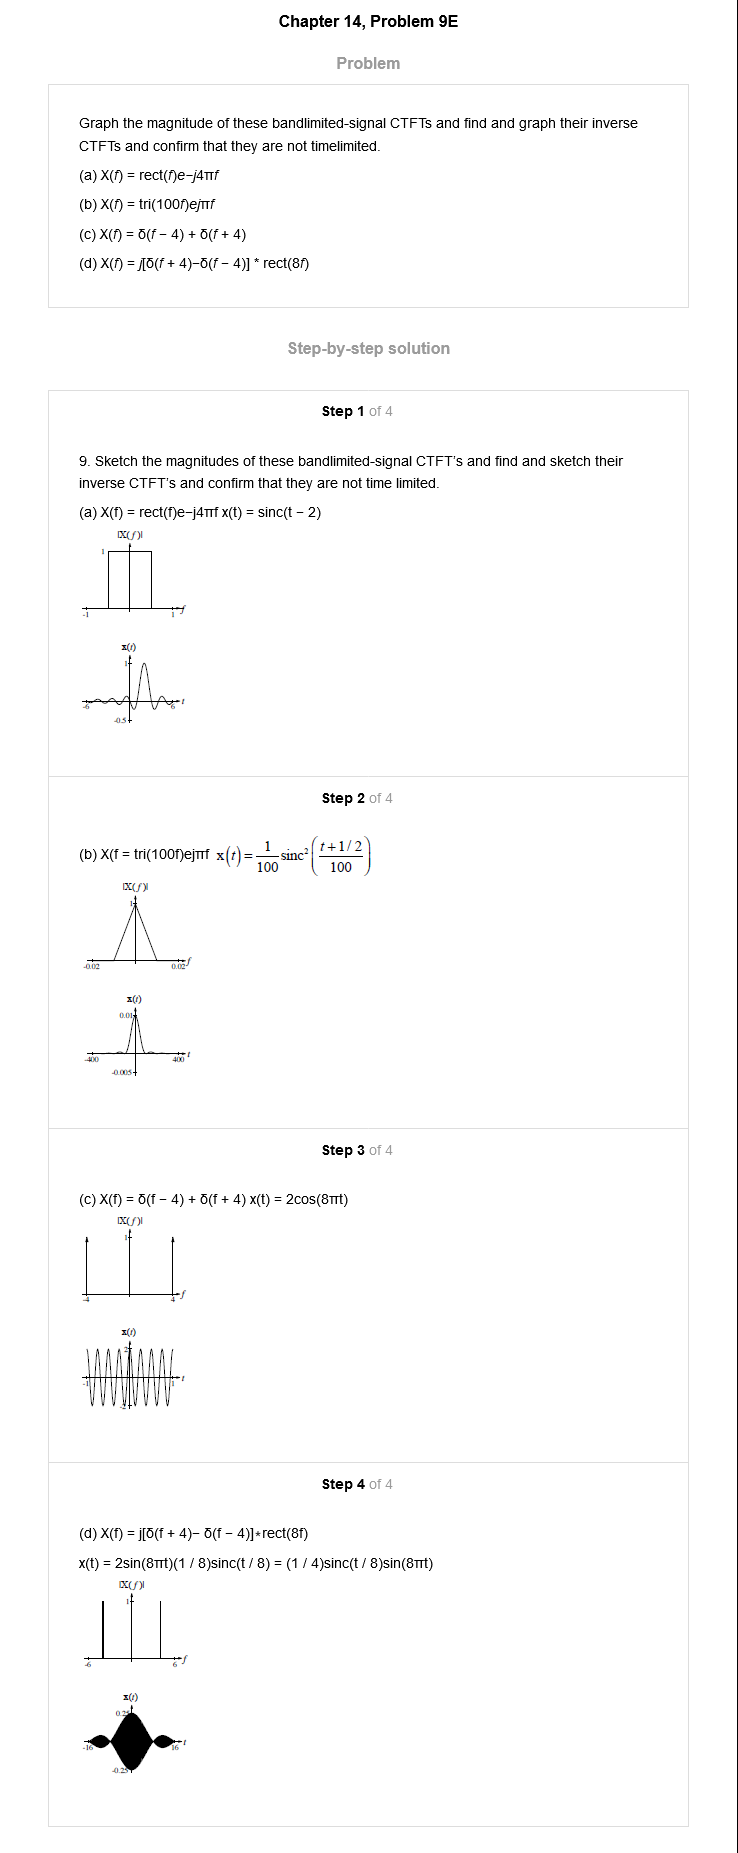 Chapter 14, Problem 9E
Problem
Graph the magnitude of these bandlimited-signal CTFTs and find and graph their inverse
CTFTs and confirm that they are not timelimited.
(a) X(f) = rect(f)e−j4πf
(b) X(f) = tri(100f)ejπf
(c) X(f) = δ(f − 4) + δ(f + 4)
(d) X(f) = j[δ(f + 4)−δ(f − 4)] * rect(8f)
Step-by-step solution
Step 1 of 4
9. Sketch the magnitudes of these bandlimited-signal CTFT's and find and sketch their
inverse CTFT's and confirm that they are not time limited.
(a) X(f) = rect(f)e−j4πf x(t) = sinc(t − 2)
|X(f)|
1
-1 1 f
x(t)
1
-6 6 t
-0.5
Step 2 of 4
(b) X(f = tri(100f)ejπf x(t) = 1/100 sinc² ((t+1/2)/100)
|X(f)|
1
-0.02 0.02 f
x(t)
0.01
-400 400 t
-0.005
Step 3 of 4
(c) X(f) = δ(f − 4) + δ(f + 4) x(t) = 2cos(8πt)
|X(f)|
1
-4 4 f
x(t)
2
-1 1 t
-2
Step 4 of 4
(d) X(f) = j[δ(f + 4)− δ(f − 4)]*rect(8f)
x(t) = 2sin(8πt)(1 / 8)sinc(t / 8) = (1 / 4)sinc(t / 8)sin(8πt)
|X(f)|
1
-6 6 f
x(t)
0.25
-16 16 t
-0.25